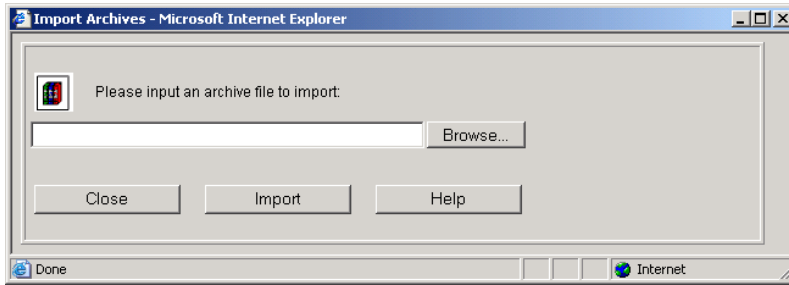 Import Archives - Microsoft Internet Explorer
Please input an archive file to import:
Browse...
Close Import Help
Done Internet